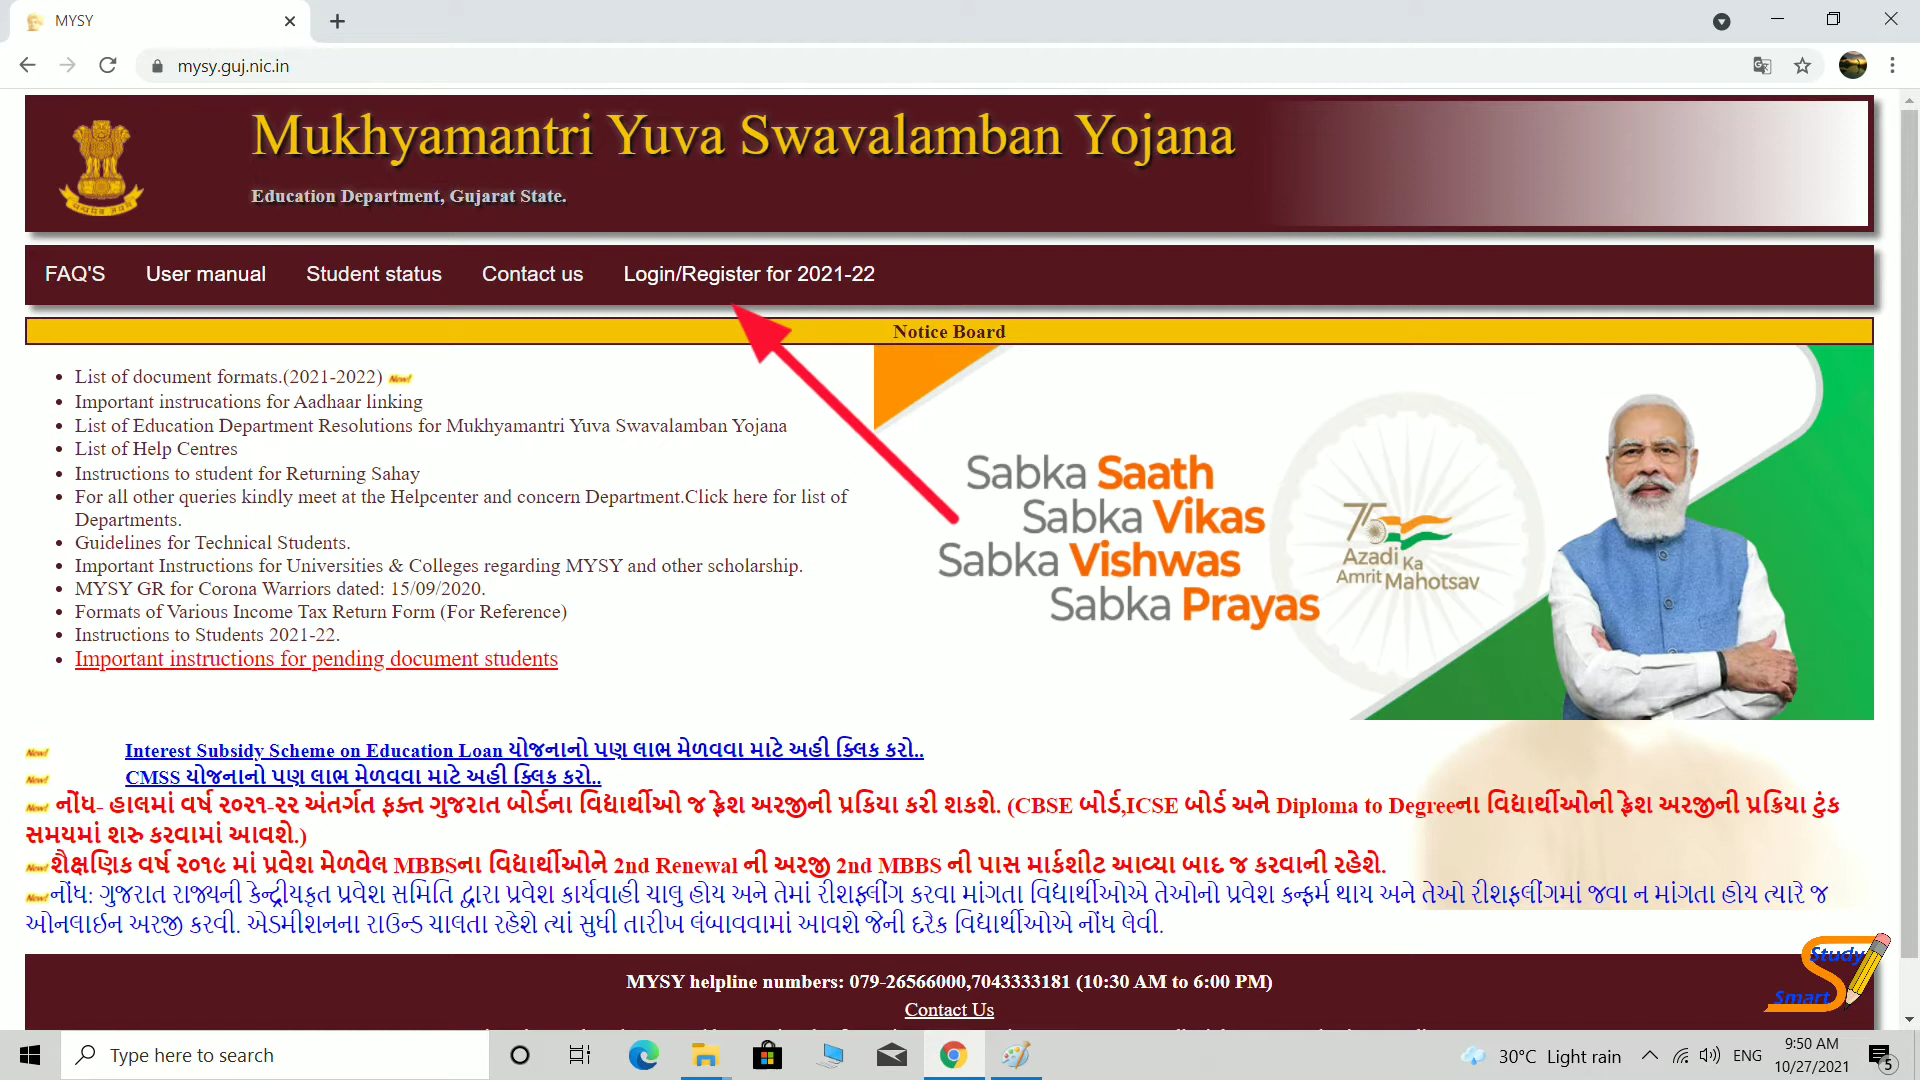 MYSY
mysy.guj.nic.in
Mukhyamantri Yuva Swavalamban Yojana
Education Department, Gujarat State.
FAQ'S User manual Student status Contact us Login/Register for 2021-22
Notice Board
List of document formats.(2021-2022) New!
Important instrucations for Aadhaar linking
List of Education Department Resolutions for Mukhyamantri Yuva Swavalamban Yojana
List of Help Centres
Instructions to student for Returning Sahay
For all other queries kindly meet at the Helpcenter and concern Department.Click here for list of
Departments.
Guidelines for Technical Students.
Important Instructions for Universities & Colleges regarding MYSY and other scholarship.
MYSY GR for Corona Warriors dated: 15/09/2020.
Formats of Various Income Tax Return Form (For Reference)
Instructions to Students 2021-22.
Important instructions for pending document students
Sabka Saath
Sabka Vikas
Sabka Vishwas
Sabka Prayas
75
Azadi Ka
Amrit Mahotsav
New! Interest Subsidy Scheme on Education Loan યોજનાનો પણ લાભ મેળવવા માટે અહી ક્લિક કરો..
New! CMSS યોજનાનો પણ લાભ મેળવવા માટે અહી ક્લિક કરો..
New! નોંધ- હાલમાં વર્ષ ૨૦૨૧-૨૨ અંતર્ગત ફક્ત ગુજરાત બોર્ડના વિદ્યાર્થીઓ જ ફ્રેશ અરજીની પ્રક્રિયા કરી શકશે. (CBSE બોર્ડ,ICSE બોર્ડ અને Diploma to Degreeના વિદ્યાર્થીઓની ફ્રેશ અરજીની પ્રક્રિયા ટુંક
સમયમાં શરુ કરવામાં આવશે.)
New! શૈક્ષણિક વર્ષ ૨૦૧૯ માં પ્રવેશ મેળવેલ MBBSના વિદ્યાર્થીઓને 2nd Renewal ની અરજી 2nd MBBS ની પાસ માર્કશીટ આવ્યા બાદ જ કરવાની રહેશે.
New! નોંધ: ગુજરાત રાજ્યની કેન્દ્રીયકૃત પ્રવેશ સમિતિ દ્વારા પ્રવેશ કાર્યવાહી ચાલુ હોય અને તેમાં રીશફ્લીંગ કરવા માંગતા વિદ્યાર્થીઓએ તેઓનો પ્રવેશ કન્ફર્મ થાય અને તેઓ રીશફ્લીંગમાં જવા ન માંગતા હોય ત્યારે જ
ઓનલાઈન અરજી કરવી. એડમીશનના રાઉન્ડ ચાલતા રહેશે ત્યાં સુધી તારીખ લંબાવવામાં આવશે જેની દરેક વિદ્યાર્થીઓએ નોંધ લેવી.
MYSY helpline numbers: 079-26566000,7043333181 (10:30 AM to 6:00 PM)
Contact Us
Study
Smart
Type here to search
30°C Light rain
ENG
9:50 AM
10/27/2021
5